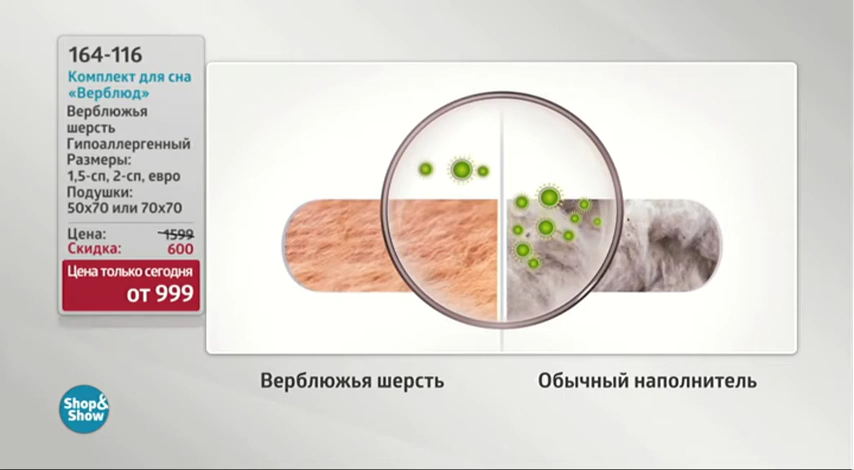 164-116
Комплект для сна
«Верблюд»
Верблюжья
шерсть
Гипоаллергенный
Размеры:
1,5-сп, 2-сп, евро
Подушки:
50х70 или 70х70
Цена: 1599
Скидка: 600
Цена только сегодня
от 999
Верблюжья шерсть
Обычный наполнитель
Shop&
Show